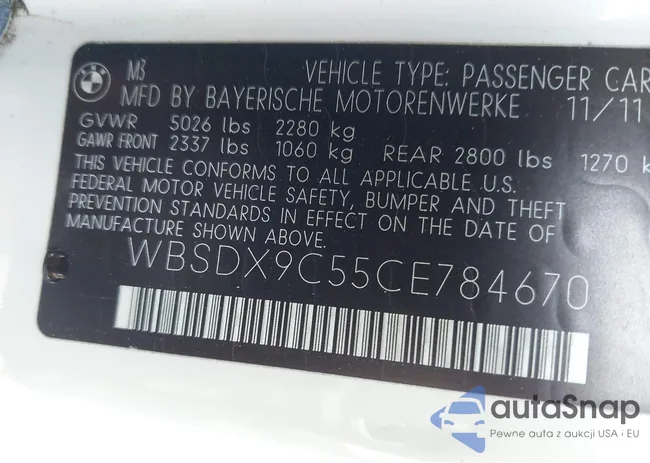 M3
VEHICLE TYPE: PASSENGER CAR
MFD BY BAYERISCHE MOTORENWERKE 11/11
GVWR 5026 lbs 2280 kg
GAWR FRONT 2337 lbs 1060 kg REAR 2800 lbs 1270 k
THIS VEHICLE CONFORMS TO ALL APPLICABLE U.S.
FEDERAL MOTOR VEHICLE SAFETY, BUMPER AND THEFT
PREVENTION STANDARDS IN EFFECT ON THE DATE OF
MANUFACTURE SHOWN ABOVE.
WBSDX9C55CE784670
autaSnap
Pewne auta z aukcji USA i EU